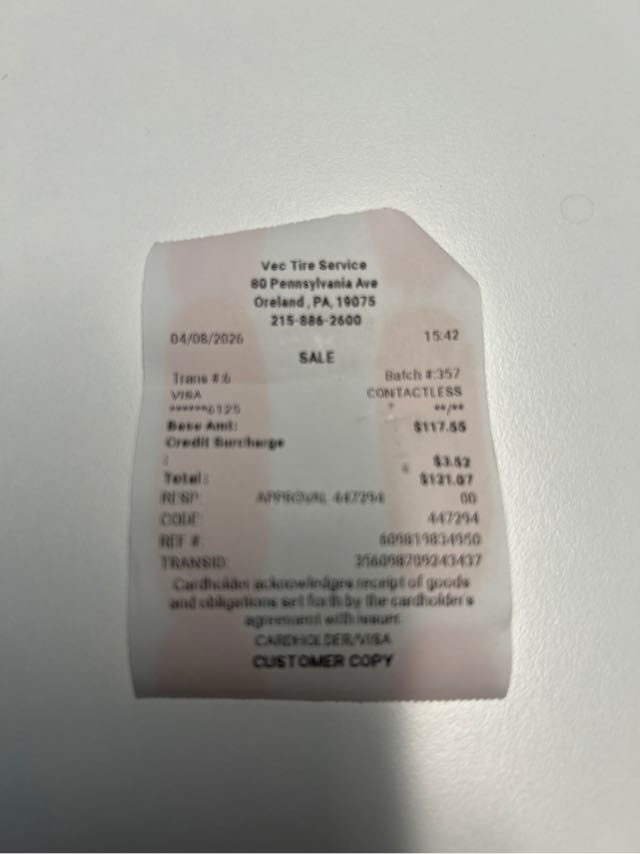 Vec Tire Service
80 Pennsylvania Ave
Oreland, PA, 19075
215-886-2600
04/08/2026 15:42
SALE
Trans #:6 Batch #:357
VISA CONTACTLESS
******6125 **/**
Base Amt: $117.55
Credit Surcharge
: $3.52
Total: $121.07
RESP: APPROVAL 447294 00
CODE: 447294
REF #: 609819834950
TRANSID: 356098709243437
Cardholder acknowledges receipt of goods
and obligations set forth by the cardholder's
agreement with issuer.
CARDHOLDER/VISA
CUSTOMER COPY